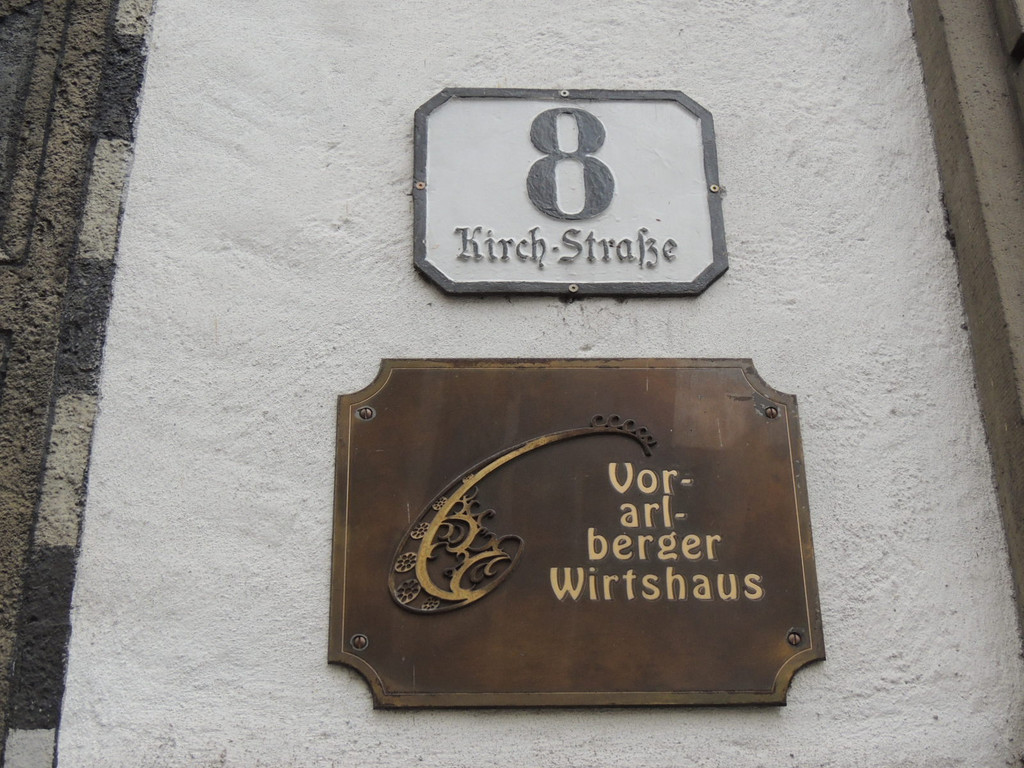 8
Kirch-Straße
Vor-
arl-
berger
Wirtshaus